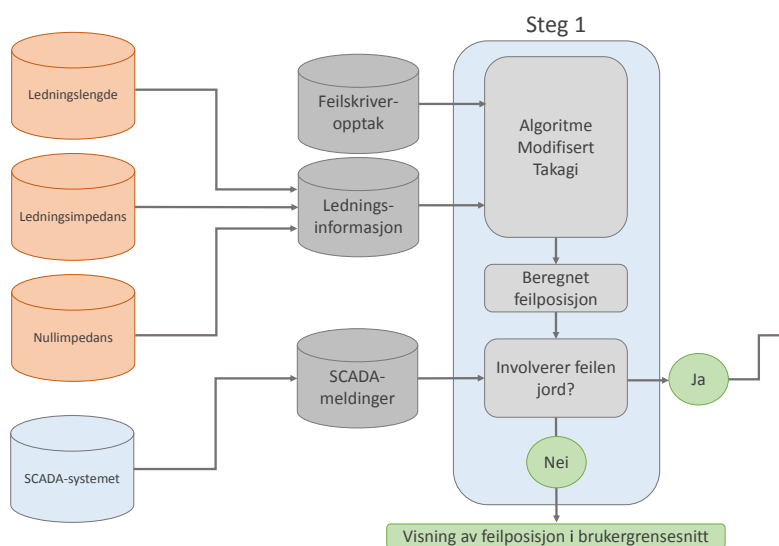 Steg 1
Ledningslengde
Feilskriver-
opptak
Algoritme
Modifisert
Takagi
Ledningsimpedans
Lednings-
informasjon
Beregnet
feilposisjon
Nullimpedans
SCADA-
meldinger
Involverer feilen
jord?
Ja
SCADA-systemet
Nei
Visning av feilposisjon i brukergrensesnitt